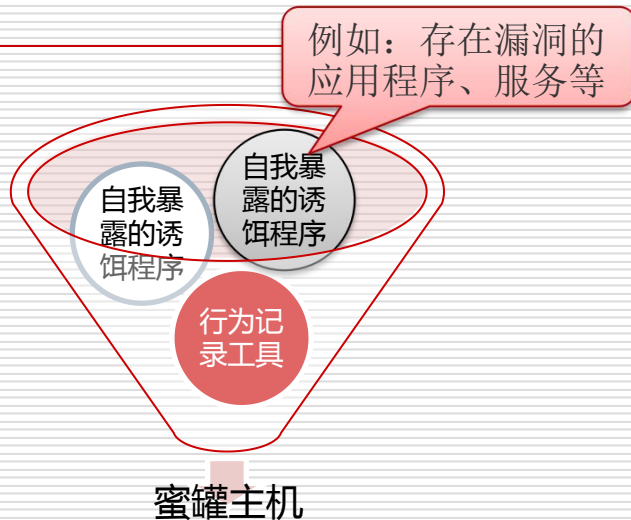 例如：存在漏洞的
应用程序、服务等
自我暴
露的诱
饵程序
自我暴
露的诱
饵程序
行为记
录工具
蜜罐主机